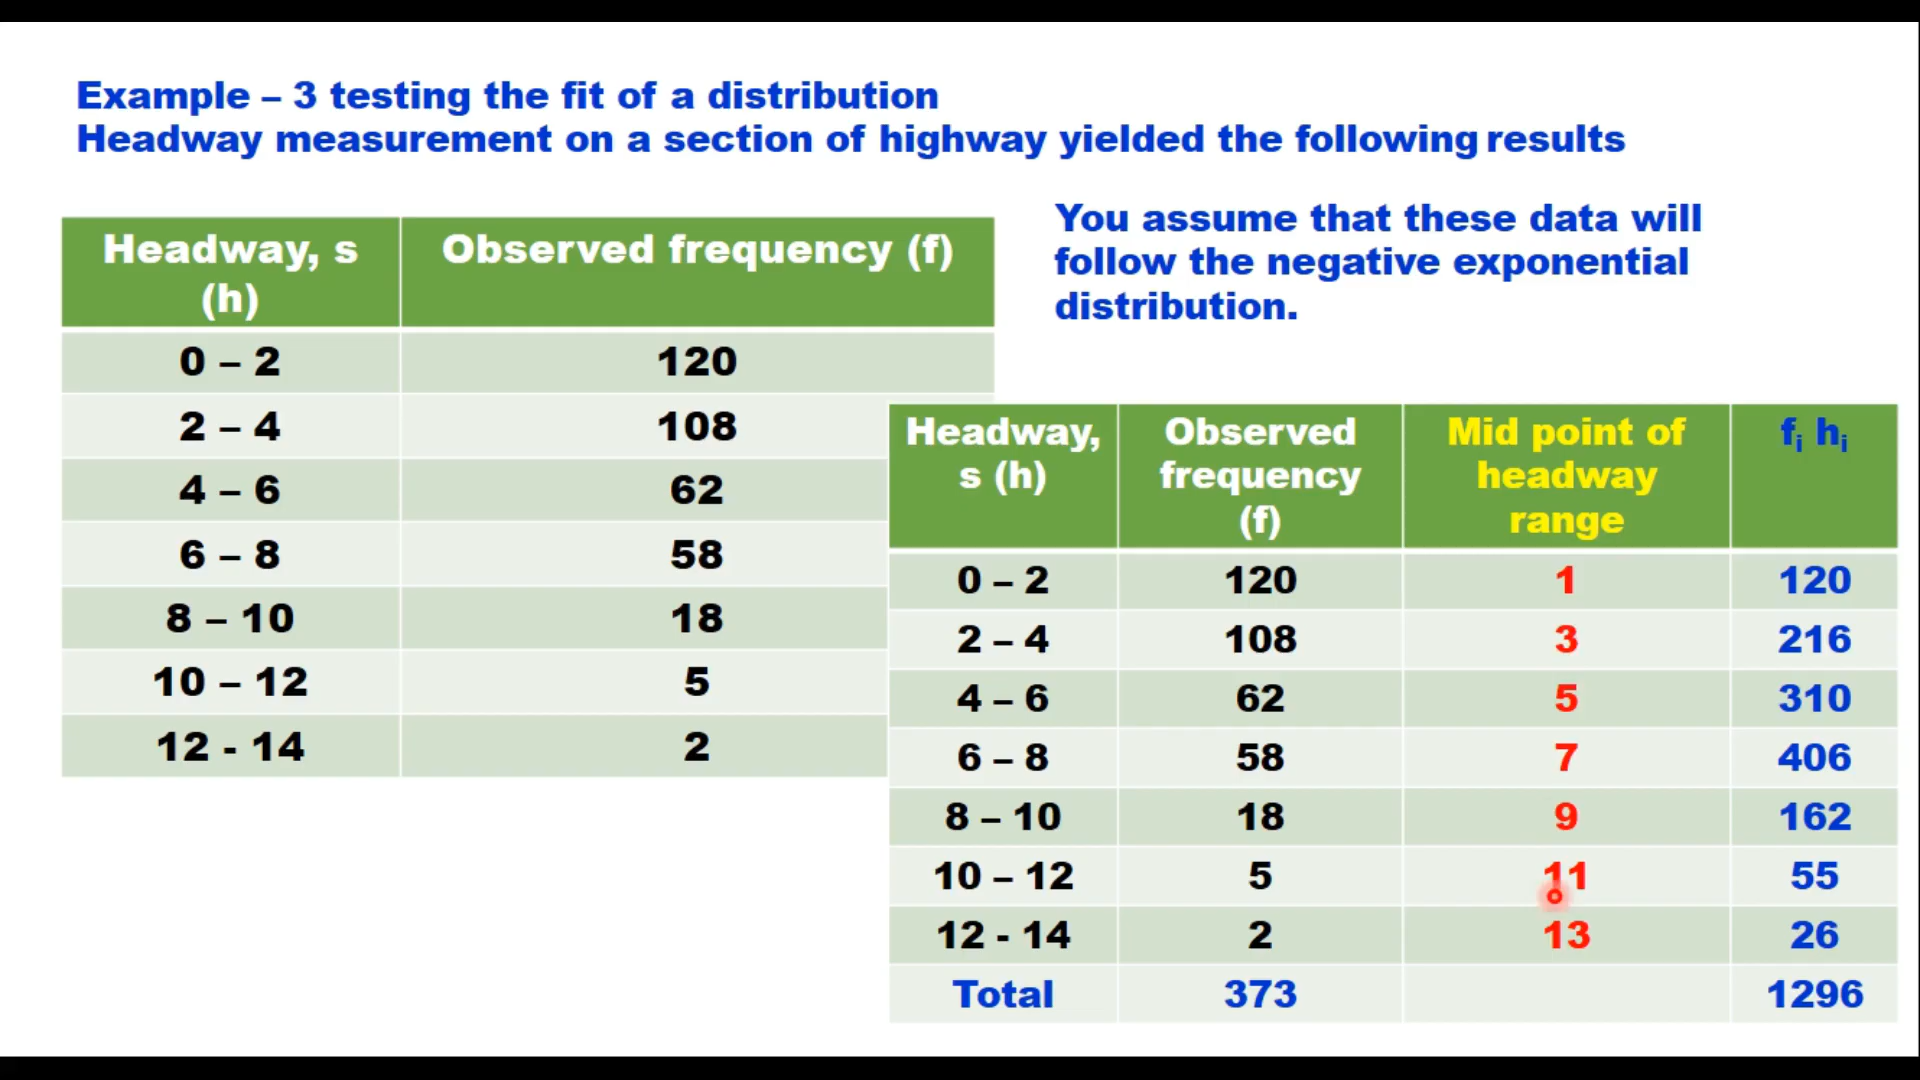 Example – 3 testing the fit of a distribution
Headway measurement on a section of highway yielded the following results
You assume that these data will
follow the negative exponential
distribution.
Headway, s
(h)
Observed frequency (f)
0 – 2 120
2 – 4 108
4 – 6 62
6 – 8 58
8 – 10 18
10 – 12 5
12 - 14 2
Headway,
s (h)
Observed
frequency
(f)
Mid point of
headway
range
fi hi
0 – 2 120 1 120
2 – 4 108 3 216
4 – 6 62 5 310
6 – 8 58 7 406
8 – 10 18 9 162
10 – 12 5 11 55
12 - 14 2 13 26
Total 373 1296